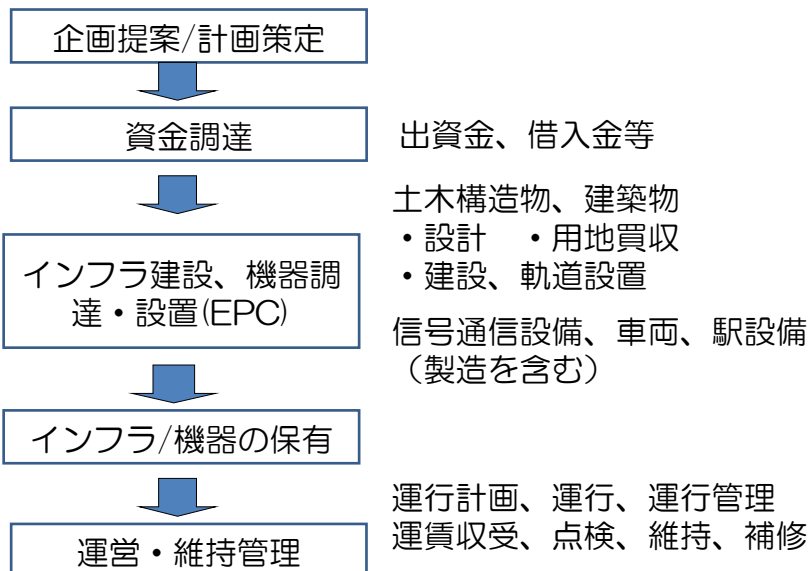 企画提案/計画策定
資金調達
出資金、借入金等
土木構造物、建築物
・設計　・用地買収
・建設、軌道設置
インフラ建設、機器調
達・設置(EPC)
信号通信設備、車両、駅設備
（製造を含む）
インフラ/機器の保有
運行計画、運行、運行管理
運賃収受、点検、維持、補修
運営・維持管理